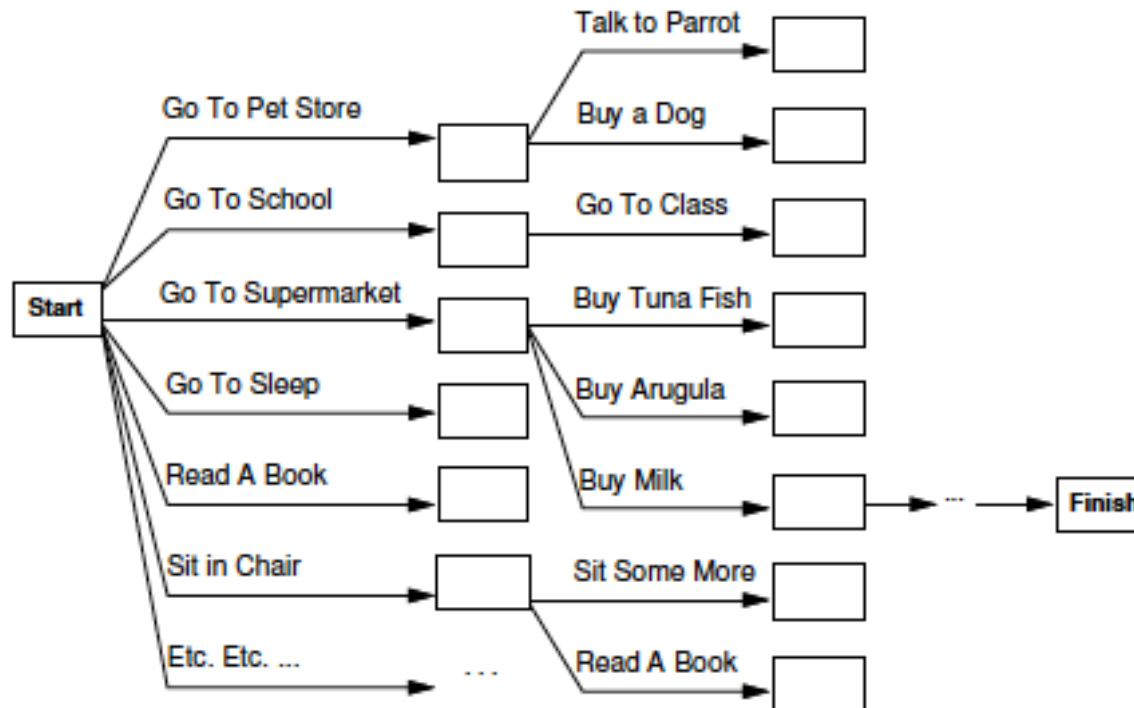 Talk to Parrot
Go To Pet Store
Buy a Dog
Go To School
Go To Class
Start
Go To Supermarket
Buy Tuna Fish
Go To Sleep
Buy Arugula
Read A Book
Buy Milk
...
Finish
Sit in Chair
Sit Some More
Etc. Etc. ...
...
Read A Book